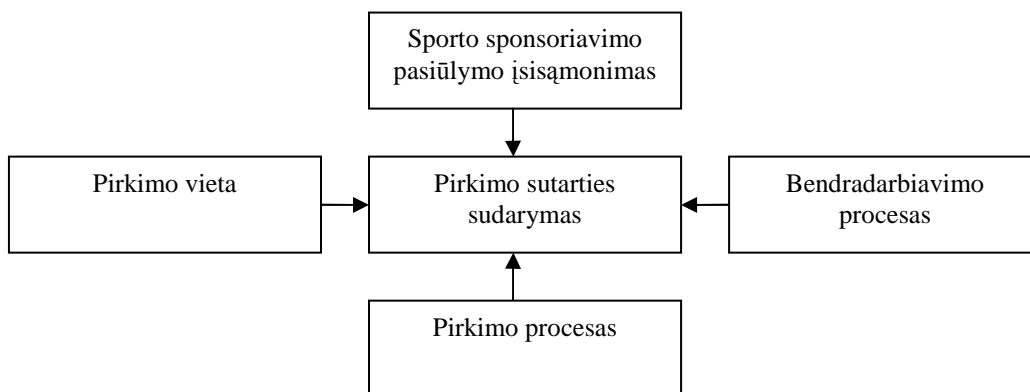 Sporto sponsoriavimo
pasiūlymo įsisąmonimas
Pirkimo vieta
Pirkimo sutarties
sudarymas
Bendradarbiavimo
procesas
Pirkimo procesas